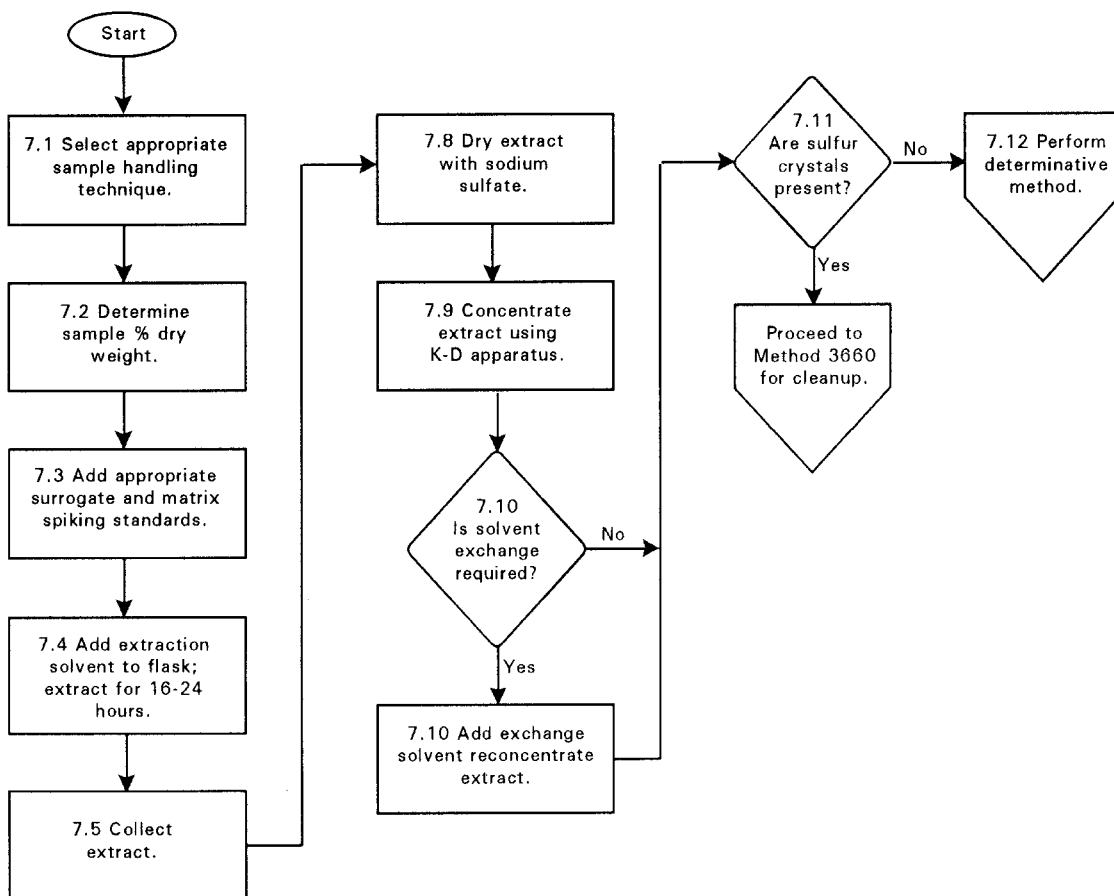 Start
7.1 Select appropriate
sample handling
technique.
7.2 Determine
sample % dry
weight.
7.3 Add appropriate
surrogate and matrix
spiking standards.
7.4 Add extraction
solvent to flask;
extract for 16-24
hours.
7.5 Collect
extract.
7.8 Dry extract
with sodium
sulfate.
7.9 Concentrate
extract using
K-D apparatus.
7.10
Is solvent
exchange
required?
No
Yes
7.10 Add exchange
solvent reconcentrate
extract.
7.11
Are sulfur
crystals
present?
No
Yes
Proceed to
Method 3660
for cleanup.
7.12 Perform
determinative
method.